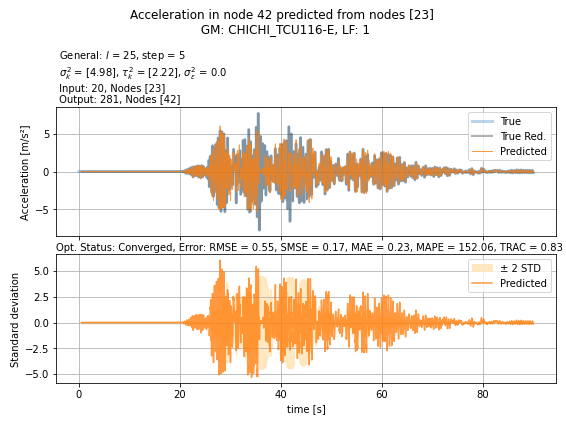 Acceleration in node 42 predicted from nodes [23]
GM: CHICHI_TCU116-E, LF: 1
General: l = 25, step = 5
σ²ₖ = [4.98], τ²ₖ = [2.22], σ²ₑ = 0.0
Input: 20, Nodes [23]
Output: 281, Nodes [42]
True
True Red.
Predicted
Acceleration [m/s²]
5
0
−5
Opt. Status: Converged, Error: RMSE = 0.55, SMSE = 0.17, MAE = 0.23, MAPE = 152.06, TRAC = 0.83
± 2 STD
Predicted
Standard deviation
5.0
2.5
0.0
−2.5
−5.0
0 20 40 60 80
time [s]